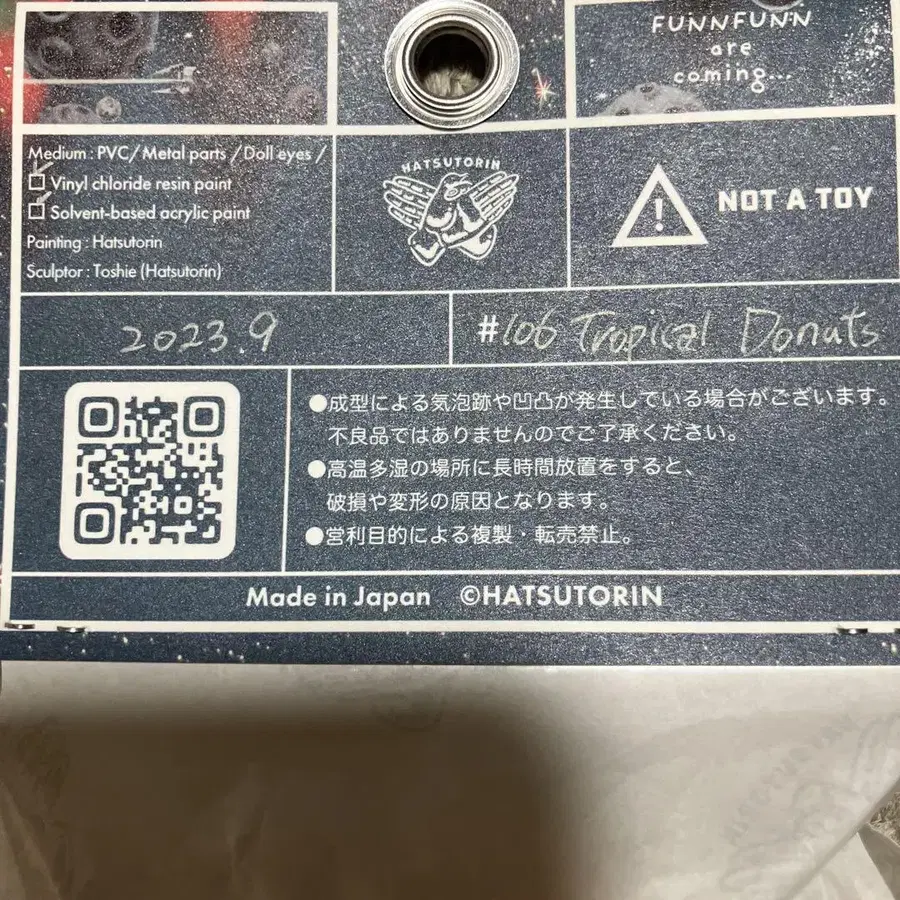 FUNNFUNN
are
coming...
Medium : PVC/Metal parts /Doll eyes /
Vinyl chloride resin paint
Solvent-based acrylic paint
Painting : Hatsutorin
Sculptor : Toshie (Hatsutorin)
HATSUTORIN
NOT A TOY
2023.9
#106 Tropical Donuts
●成型による気泡跡や凹凸が発生している場合がございます。
不良品ではありませんのでご了承ください。
●高温多湿の場所に長時間放置をすると、
破損や変形の原因となります。
●営利目的による複製・転売禁止。
Made in Japan ©HATSUTORIN